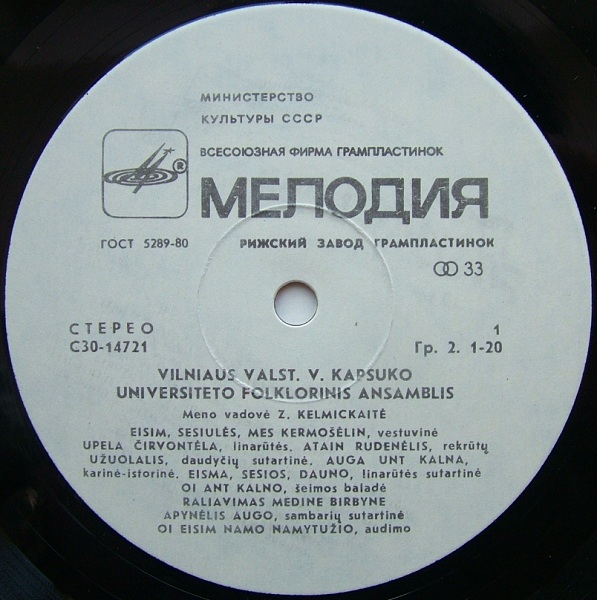 МИНИСТЕРСТВО
КУЛЬТУРЫ СССР
ВСЕСОЮЗНАЯ ФИРМА ГРАМПЛАСТИНОК
®
МЕЛОДИЯ
ГОСТ 5289-80 РИЖСКИЙ ЗАВОД ГРАМПЛАСТИНОК
33
СТЕРЕО 1
С30-14721 Гр. 2. 1-20
VILNIAUS VALST. V. KAPSUKO
UNIVERSITETO FOLKLORINIS ANSAMBLIS
Meno vadovė Z. KELMICKAITĖ
EISIM, SESIULĖS, MES KERMOŠĖLIN, vestuvinė
UPELA ČIRVONTĖLA, linarūtės. ATAIN RUDENĖLIS, rekrūtų
UŽUOLALIS, daudyčių sutartinė. AUGA UNT KALNA,
karinė-istorinė. EISMA, SESIOS, DAUNO, linarūtės sutartinė
OI ANT KALNO, šeimos baladė
RALIAVIMAS MEDINE BIRBYNE
APYNĖLIS AUGO, sambarių sutartinė
OI EISIM NAMO NAMYTUŽIO, audimo